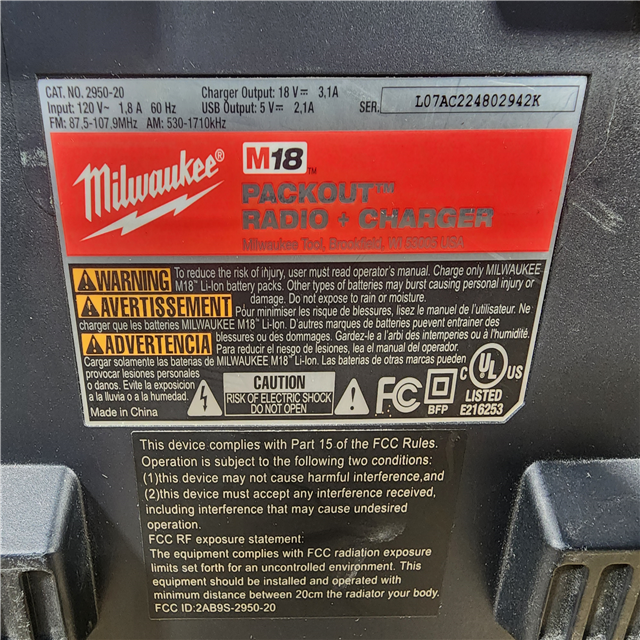 CAT. NO. 2950-20 Charger Output: 18 V⎓ 3,1A
Input: 120 V~ 1,8 A 60 Hz USB Output: 5 V⎓ 2,1A SER. L07AC224802942K
FM: 87,5-107,9MHz AM: 530-1710kHz
Milwaukee® M18™
PACKOUT™
RADIO + CHARGER
Milwaukee Tool, Brookfield, WI 53005 USA
WARNING To reduce the risk of injury, user must read operator's manual. Charge only MILWAUKEE
M18™ Li-Ion battery packs. Other types of batteries may burst causing personal injury or
damage. Do not expose to rain or moisture.
AVERTISSEMENT Pour minimiser les risques de blessures, lisez le manuel de l'utilisateur. Ne
charger que les batteries MILWAUKEE M18™ Li-Ion. D'autres marques de batteries peuvent entrainer des
blessures ou des dommages. Gardez-le a l'arbi des intemperies ou à l'humidité.
ADVERTENCIA Para reducir el riesgo de lesiones, lea el manual del operador.
Cargar solamente las baterias de MILWAUKEE M18™ Li-Ion. Las baterias de otras marcas pueden
provocar lesiones personales
o danos. Evite la exposición
a la lluvia o a la humedad.
Made in China
CAUTION
RISK OF ELECTRIC SHOCK
DO NOT OPEN
FC
BFP
C UL US
LISTED
E216253
This device complies with Part 15 of the FCC Rules.
Operation is subject to the following two conditions:
(1)this device may not cause harmful interference,and
(2)this device must accept any interference received,
including interference that may cause undesired
operation.
FCC RF exposure statement:
The equipment complies with FCC radiation exposure
limits set forth for an uncontrolled environment. This
equipment should be installed and operated with
minimum distance between 20cm the radiator your body.
FCC ID:2AB9S-2950-20